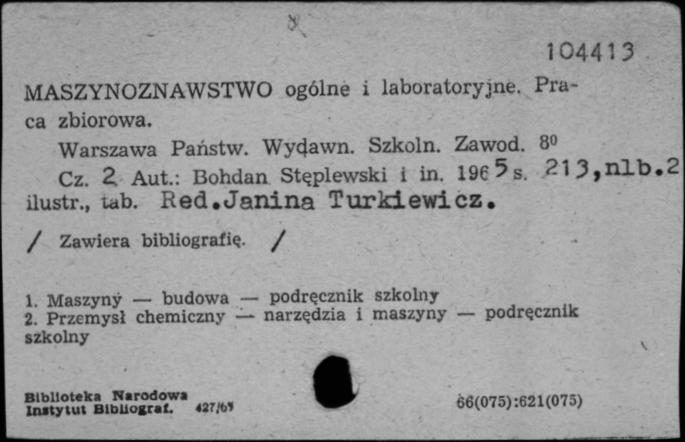 104413
MASZYNOZNAWSTWO ogólne i laboratoryjne. Pra-
ca zbiorowa.
Warszawa Państw. Wydawn. Szkoln. Zawod. 8⁰
Cz. 2 Aut.: Bohdan Stęplewski i in. 1965 s. 213,nlb.2
ilustr., tab. Red.Janina Turkiewicz.
/ Zawiera bibliografię. /
1. Maszyny — budowa — podręcznik szkolny
2. Przemysł chemiczny — narzędzia i maszyny — podręcznik
szkolny
Biblioteka Narodowa
Instytut Bibliograf. 427/65
66(075):621(075)